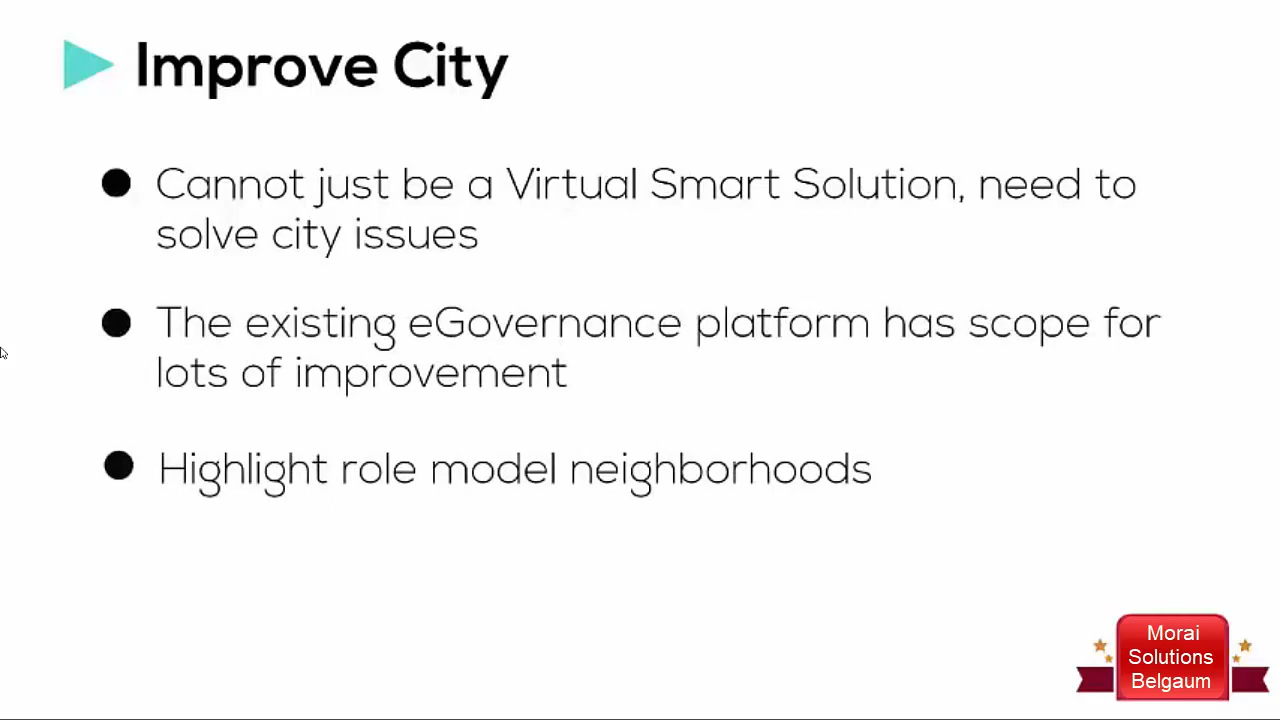 Improve City
Cannot just be a Virtual Smart Solution, need to
solve city issues
The existing eGovernance platform has scope for
lots of improvement
Highlight role model neighborhoods
Morai
Solutions
Belgaum